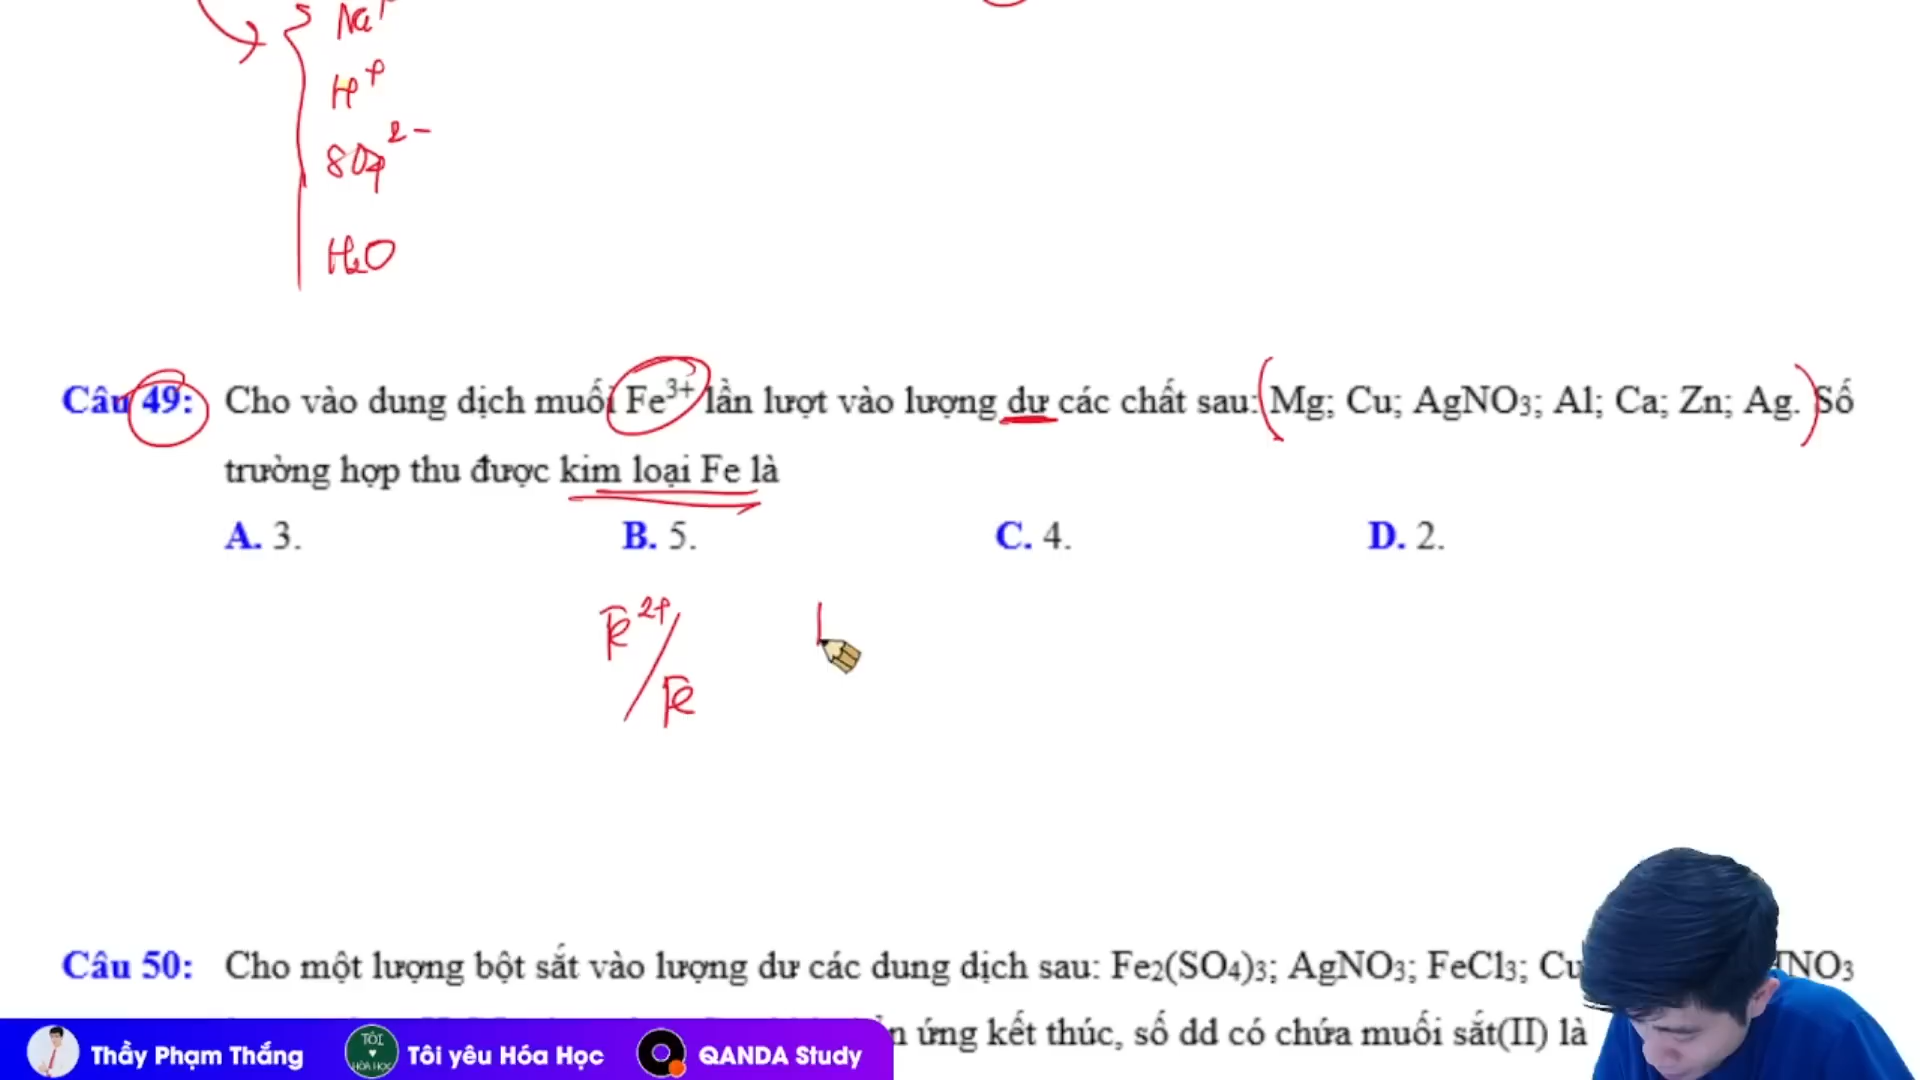 Na⁺
H⁺
SO₄²⁻
H₂O
Câu 49: Cho vào dung dịch muối Fe³⁺ lần lượt vào lượng dư các chất sau: Mg; Cu; AgNO₃; Al; Ca; Zn; Ag. Số
trường hợp thu được kim loại Fe là
A. 3. B. 5. C. 4. D. 2.
Fe²⁺/Fe
Câu 50: Cho một lượng bột sắt vào lượng dư các dung dịch sau: Fe₂(SO₄)₃; AgNO₃; FeCl₃; Cu NO₃
ứng kết thúc, số dd có chứa muối sắt(II) là
Thầy Phạm Thắng TÔI ♥ HÓA HỌC Tôi yêu Hóa Học QANDA Study